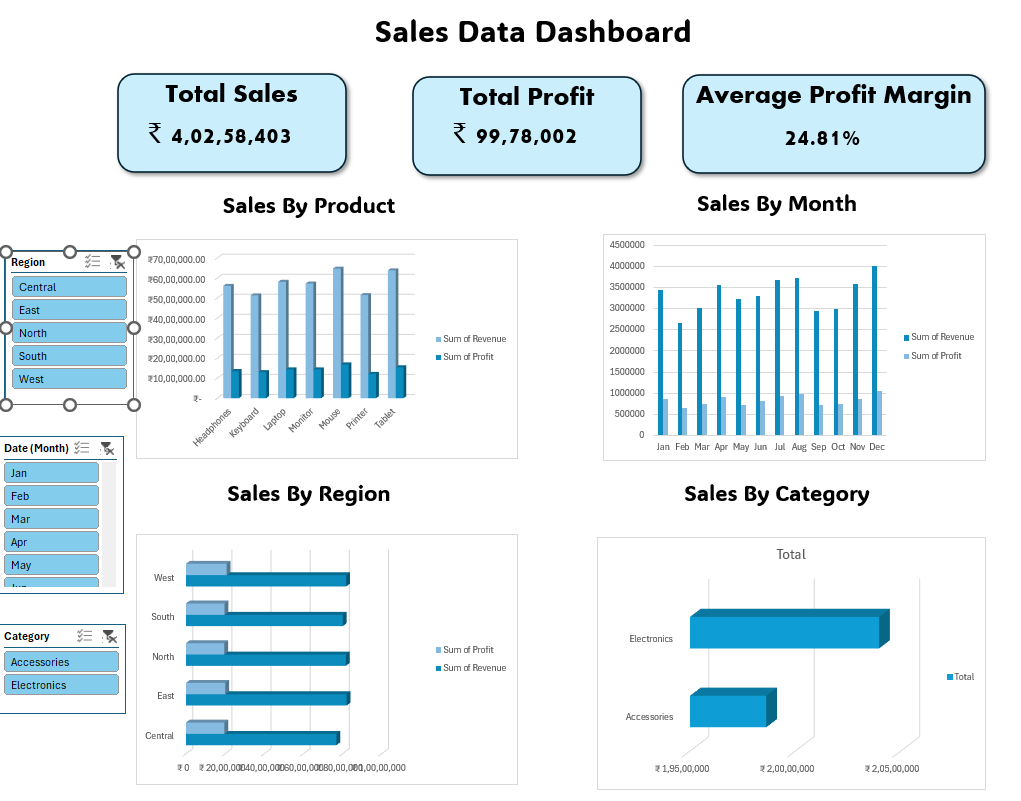 Sales Data Dashboard
Total Sales
₹ 4,02,58,403
Total Profit
₹ 99,78,002
Average Profit Margin
24.81%
Sales By Product
₹70,00,000.00
₹60,00,000.00
₹50,00,000.00
₹40,00,000.00
₹30,00,000.00
₹20,00,000.00
₹10,00,000.00
₹-
Headphones
Keyboard
Laptop
Monitor
Mouse
Printer
Tablet
Sum of Revenue
Sum of Profit
Sales By Month
4500000
4000000
3500000
3000000
2500000
2000000
1500000
1000000
500000
0
Jan Feb Mar Apr May Jun Jul Aug Sep Oct Nov Dec
Sum of Revenue
Sum of Profit
Region
Central
East
North
South
West
Date (Month)
Jan
Feb
Mar
Apr
May
Category
Accessories
Electronics
Sales By Region
West
South
North
East
Central
₹ 0 ₹ 20,00,000 ₹ 40,00,000 ₹ 60,00,000 ₹ 80,00,000 ₹ 1,00,00,000
Sum of Profit
Sum of Revenue
Sales By Category
Total
Electronics
Accessories
₹ 1,95,00,000 ₹ 2,00,00,000 ₹ 2,05,00,000
Total